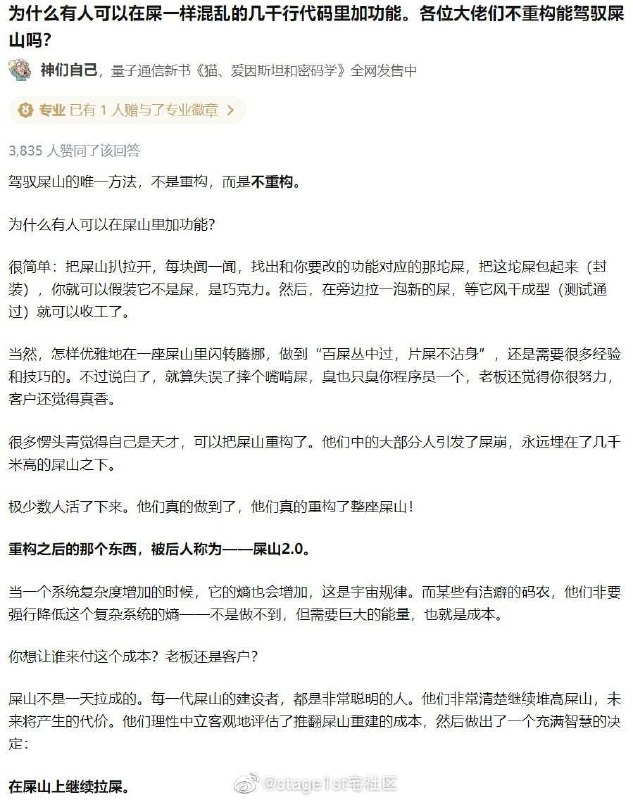 为什么有人可以在屎一样混乱的几千行代码里加功能。各位大佬们不重构能驾驭屎
山吗？
神们自己，量子通信新书《猫、爱因斯坦和密码学》全网发售中
专业 已有 1 人赠与了专业徽章 >
3,835 人赞同了该回答
驾驭屎山的唯一方法，不是重构，而是不重构。
为什么有人可以在屎山里加功能？
很简单：把屎山扒拉开，每块闻一闻，找出和你要改的功能对应的那坨屎，把这坨屎包起来（封
装），你就可以假装它不是屎，是巧克力。然后，在旁边拉一泡新的屎，等它风干成型（测试通
过）就可以收工了。
当然，怎样优雅地在一座屎山里闪转腾挪，做到“百屎丛中过，片屎不沾身”，还是需要很多经验
和技巧的。不过说白了，就算失误了摔个嘴啃屎，臭也只臭你程序员一个，老板还觉得你很努力，
客户还觉得真香。
很多愣头青觉得自己是天才，可以把屎山重构了。他们中的大部分人引发了屎崩，永远埋在了几千
米高的屎山之下。
极少数人活了下来。他们真的做到了，他们真的重构了整座屎山！
重构之后的那个东西，被后人称为——屎山2.0。
当一个系统复杂度增加的时候，它的熵也会增加，这是宇宙规律。而某些有洁癖的码农，他们非要
强行降低这个复杂系统的熵——不是做不到，但需要巨大的能量，也就是成本。
你想让谁来付这个成本？老板还是客户？
屎山不是一天拉成的。每一代屎山的建设者，都是非常聪明的人。他们非常清楚继续堆高屎山，未
来将产生的代价。他们理性中立客观地评估了推翻屎山重建的成本，然后做出了一个充满智慧的决
定：
在屎山上继续拉屎。
@stage1st宅社区